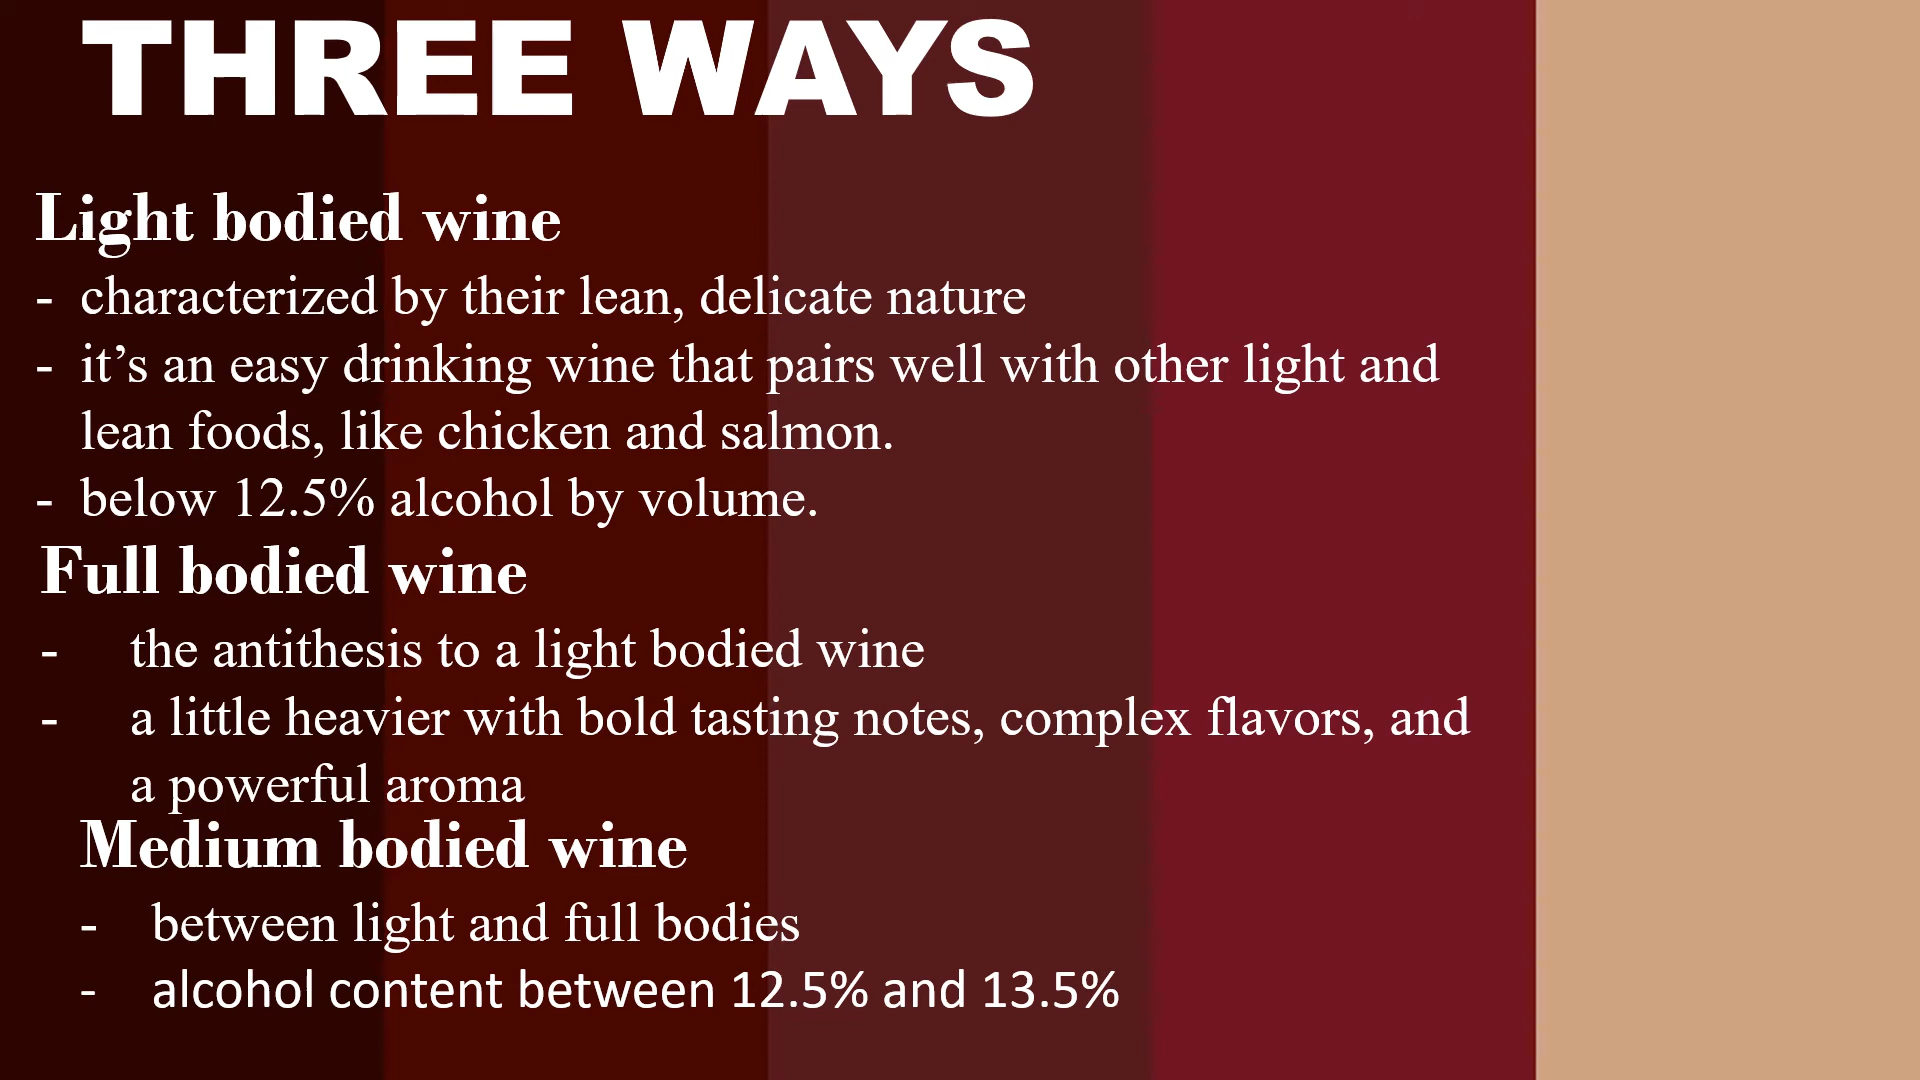 THREE WAYS
Light bodied wine
- characterized by their lean, delicate nature
- it’s an easy drinking wine that pairs well with other light and
lean foods, like chicken and salmon.
- below 12.5% alcohol by volume.
Full bodied wine
- the antithesis to a light bodied wine
- a little heavier with bold tasting notes, complex flavors, and
a powerful aroma
Medium bodied wine
- between light and full bodies
- alcohol content between 12.5% and 13.5%